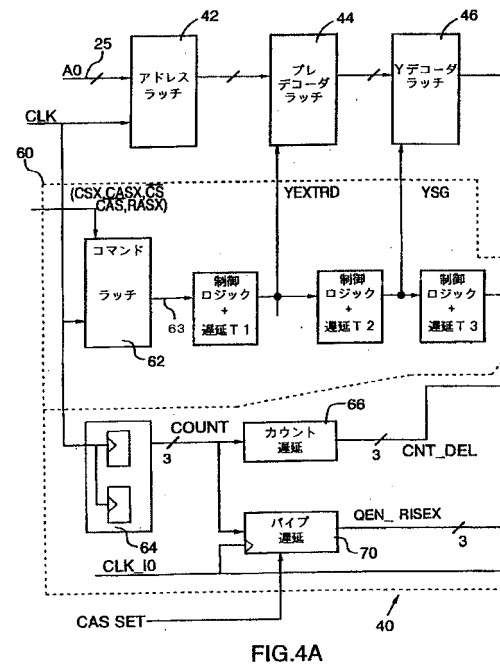 42
44
46
25
A0
アドレス
ラッチ
プレ
デコーダ
ラッチ
Yデコーダ
ラッチ
CLK
60
(CSX,CASX,CS
CAS,RASX)
YEXTRD
YSG
コマンド
ラッチ
62
63
制御
ロジック
+
遅延T1
制御
ロジック
+
遅延T2
制御
ロジック
+
遅延T3
66
COUNT
3
カウント
遅延
3
CNT_DEL
64
パイプ
遅延
70
QEN_RISEX
3
CLK_I0
CAS SET
40
FIG.4A